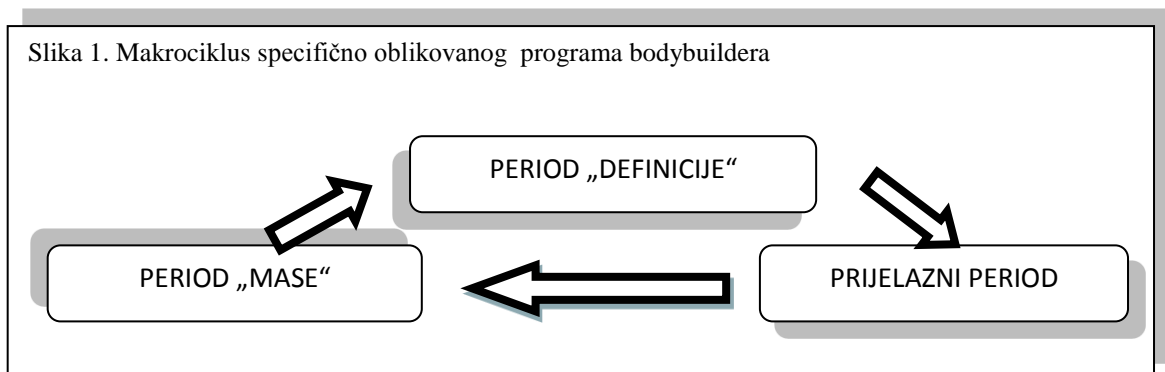 Slika 1. Makrociklus specifično oblikovanog programa bodybuildera
PERIOD „DEFINICIJE“
PERIOD „MASE“
PRIJELAZNI PERIOD